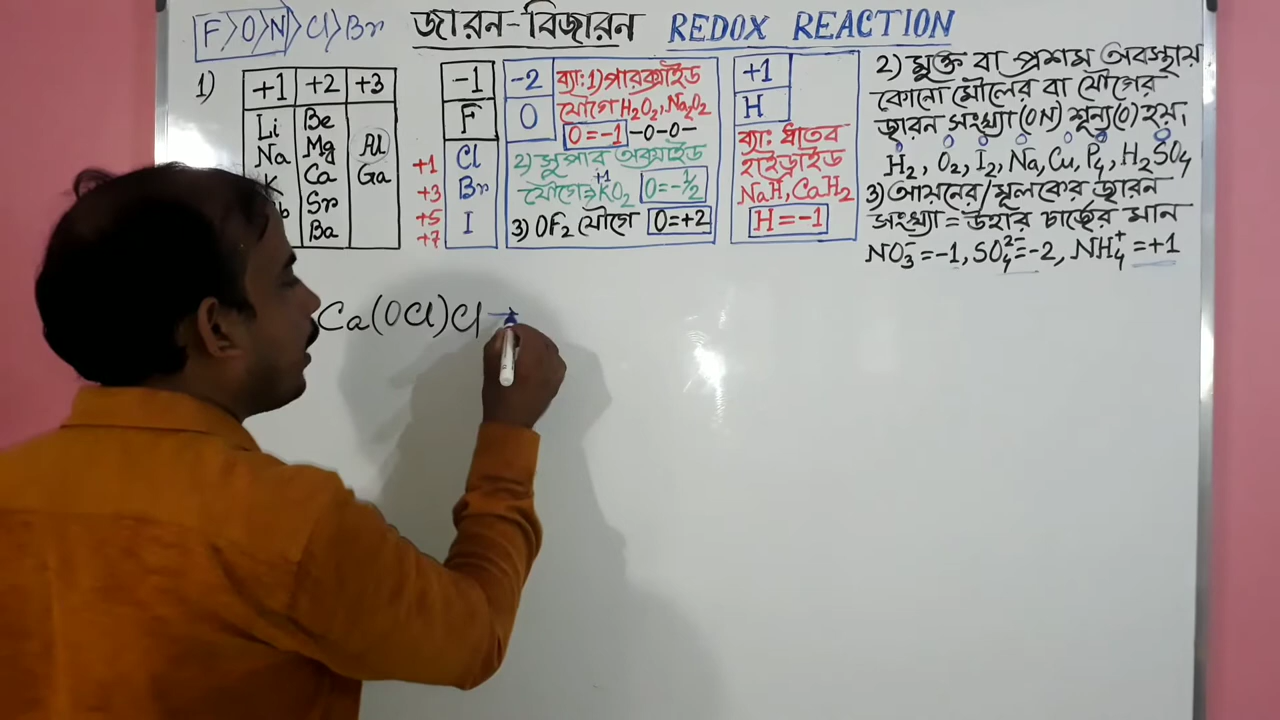 F>O>N>Cl>Br
জারন-বিজারন REDOX REACTION
1)
+1 +2 +3
Li Be
Na Mg Al
K Ca Ga
Sr
Ba
-1
F
+1 Cl
+3 Br
+5 I
+7
-2
O
ব্যা: 1) পারক্সাইড
যৌগে H₂O₂, Na₂O₂
O=-1 -O-O-
2) সুপার অক্সাইড
যৌগে⇒ +1 KO₂ O=-1/2
3) OF₂ যৌগে O=+2
+1
H
ব্যা: ধাতব
হাইড্রাইড
NaH, CaH₂
H=-1
2) মুক্ত বা প্রশম অবস্থায়
কোনো মৌলের বা যৌগের
জারন সংখ্যা (ON) শূন্য (0) হয়।
0 0 0 0 0 0 0
H₂, O₂, I₂, Na, Cu, P₄, H₂SO₄
3) আয়নের/মূলকের জারন
সংখ্যা = উহার চার্জের মান
NO₃⁻=-1, SO₄²⁻=-2, NH₄⁺=+1
Ca(OCl)Cl